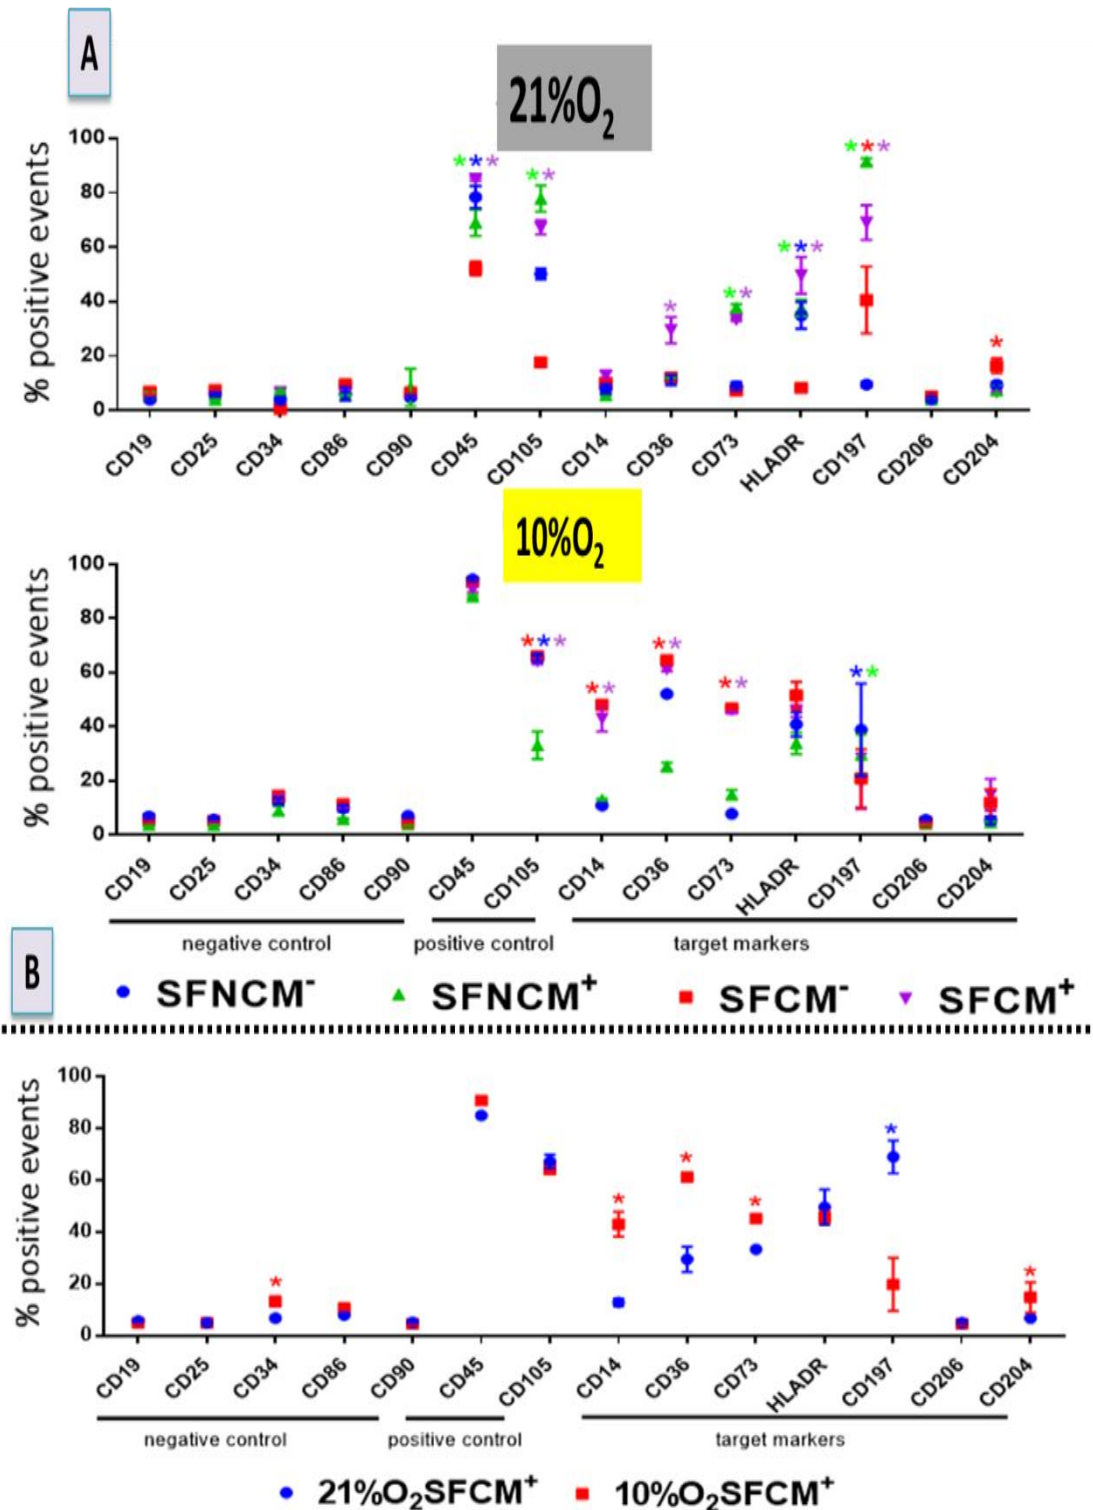 A
21%O₂
% positive events
100
80
60
40
20
0
CD19 CD25 CD34 CD86 CD90 CD45 CD105 CD14 CD36 CD73 HLADR CD197 CD206 CD204
10%O₂
% positive events
100
80
60
40
20
0
CD19 CD25 CD34 CD86 CD90 CD45 CD105 CD14 CD36 CD73 HLADR CD197 CD206 CD204
negative control positive control target markers
SFNCM⁻ SFNCM⁺ SFCM⁻ SFCM⁺
B
% positive events
100
80
60
40
20
0
CD19 CD25 CD34 CD86 CD90 CD45 CD105 CD14 CD36 CD73 HLADR CD197 CD206 CD204
negative control positive control target markers
21%O₂SFCM⁺ 10%O₂SFCM⁺